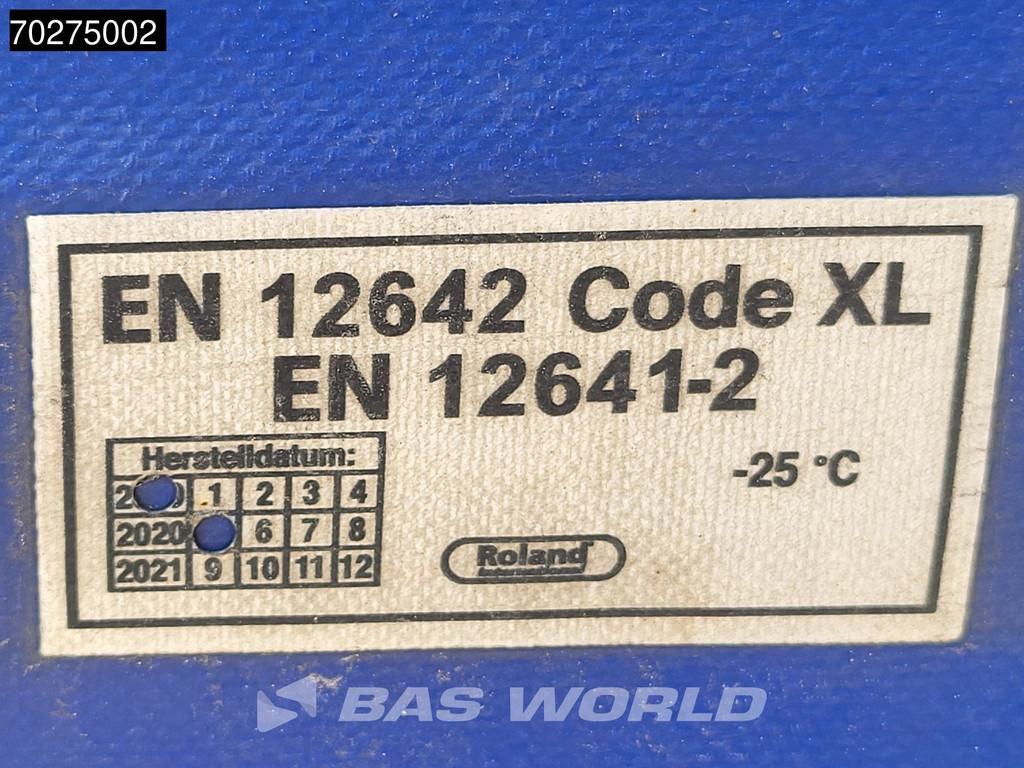 70275002
EN 12642 Code XL
EN 12641-2
Herstelldatum:
1 2 3 4
2020 6 7 8
2021 9 10 11 12
-25 °C
Roland
BAS WORLD